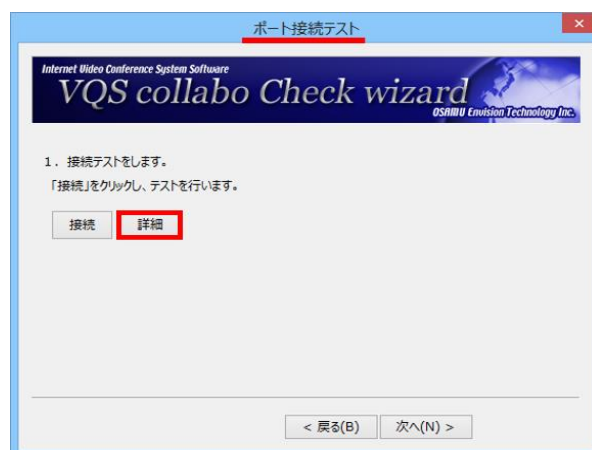 ポート接続テスト
Internet Video Conference System Software
VQS collabo Check wizard
OSAMU Envision Technology Inc.
1．接続テストをします。
「接続」をクリックし、テストを行います。
接続 詳細
< 戻る(B) 次へ(N) >